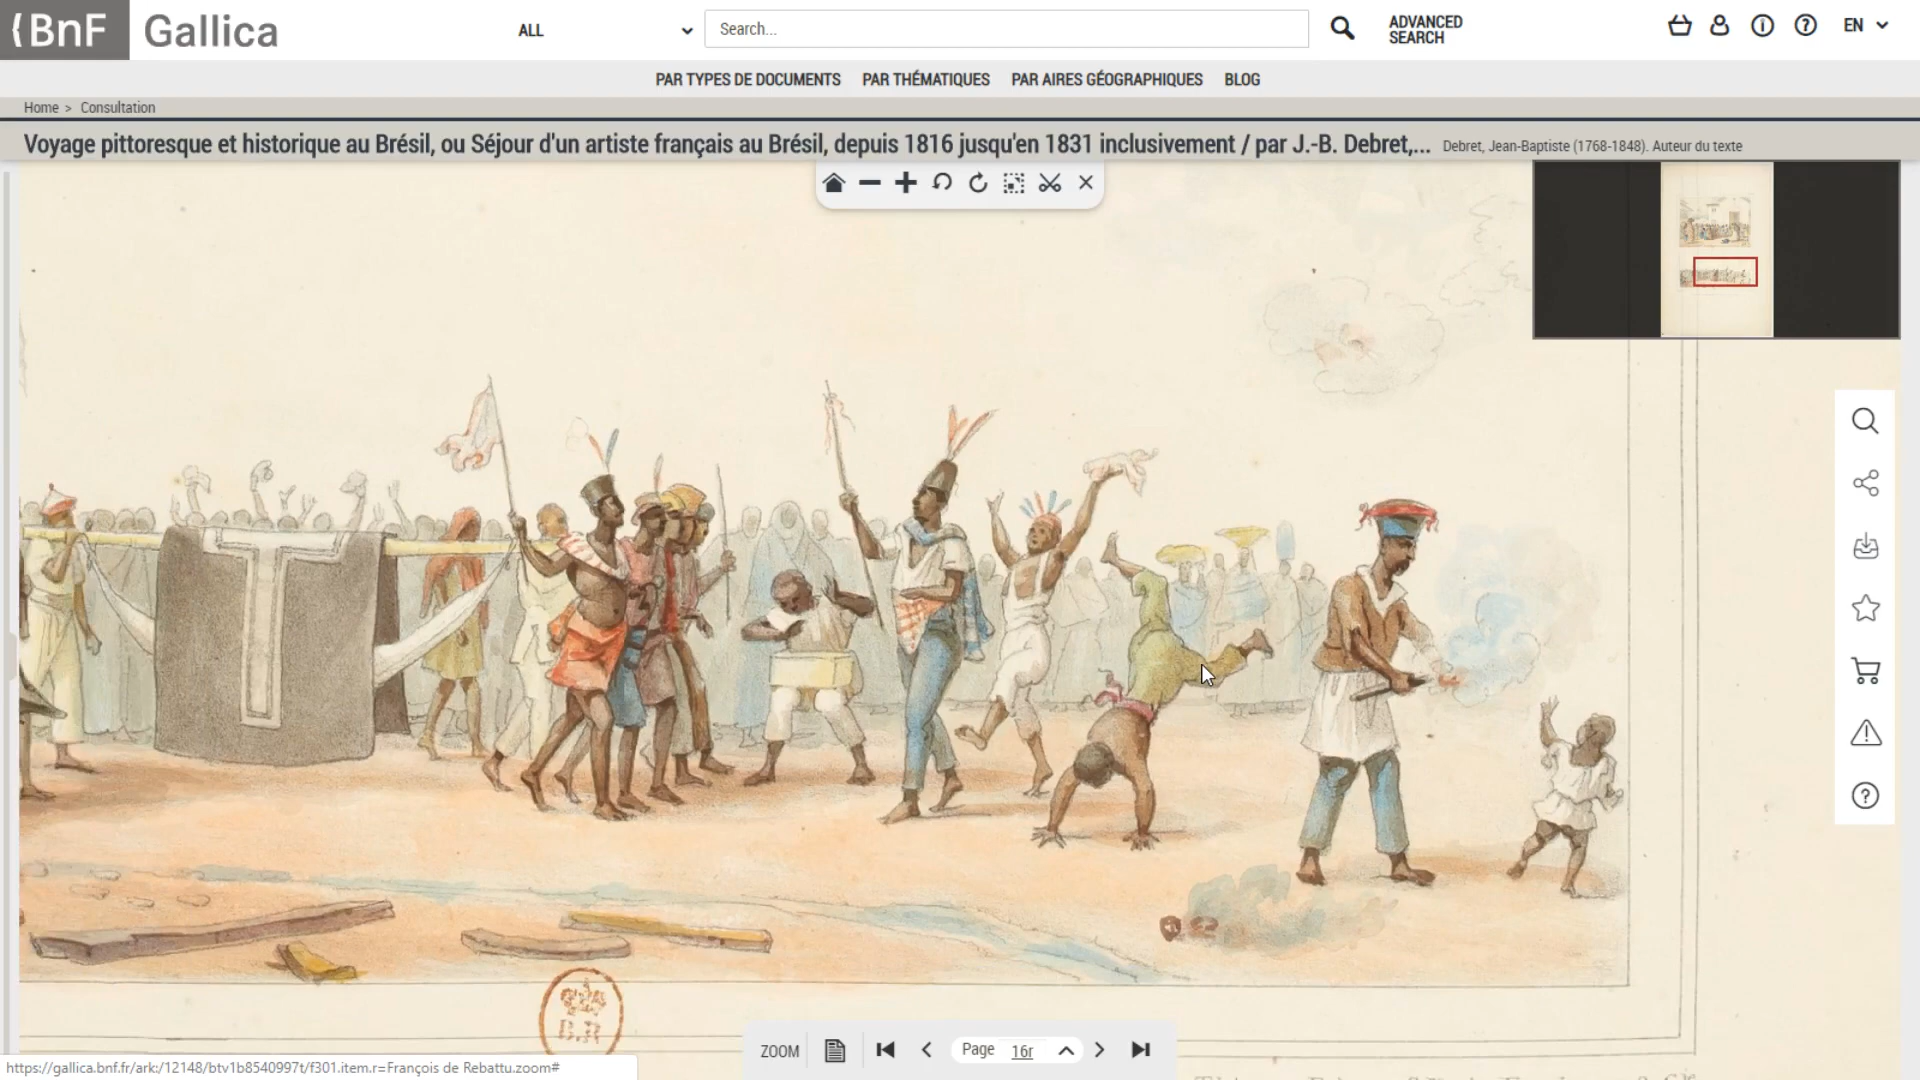 BnF Gallica
ALL
Search...
ADVANCED
SEARCH
EN
PAR TYPES DE DOCUMENTS PAR THÉMATIQUES PAR AIRES GÉOGRAPHIQUES BLOG
Home > Consultation
Voyage pittoresque et historique au Brésil, ou Séjour d'un artiste français au Brésil, depuis 1816 jusqu'en 1831 inclusivement / par J.-B. Debret,... Debret, Jean-Baptiste (1768-1848). Auteur du texte
B.R
ZOOM
Page 16r
https://gallica.bnf.fr/ark:/12148/btv1b8540997t/f301.item.r=François de Rebattu.zoom#